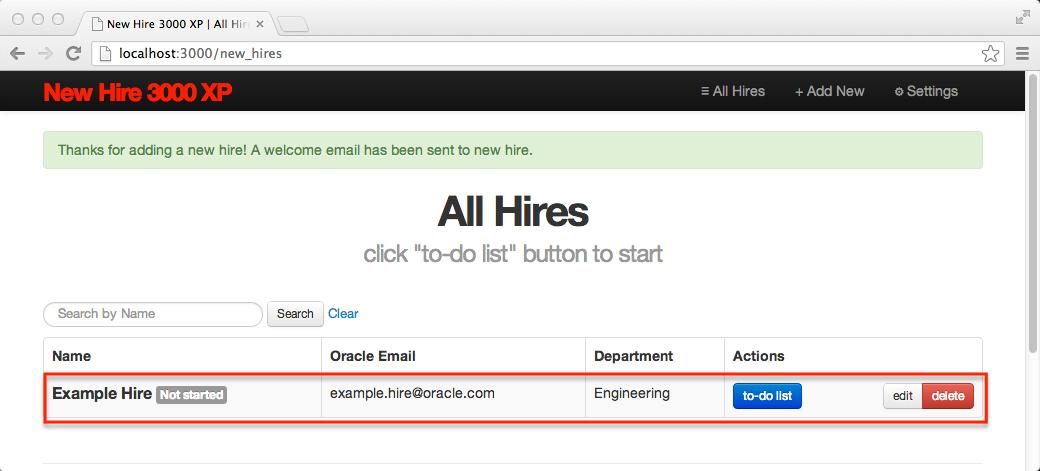 New Hire 3000 XP | All Hir
localhost:3000/new_hires
New Hire 3000 XP
≡ All Hires + Add New ⚙ Settings
Thanks for adding a new hire! A welcome email has been sent to new hire.
All Hires
click "to-do list" button to start
Search by Name Search Clear
Name Oracle Email Department Actions
Example Hire Not started example.hire@oracle.com Engineering to-do list edit delete